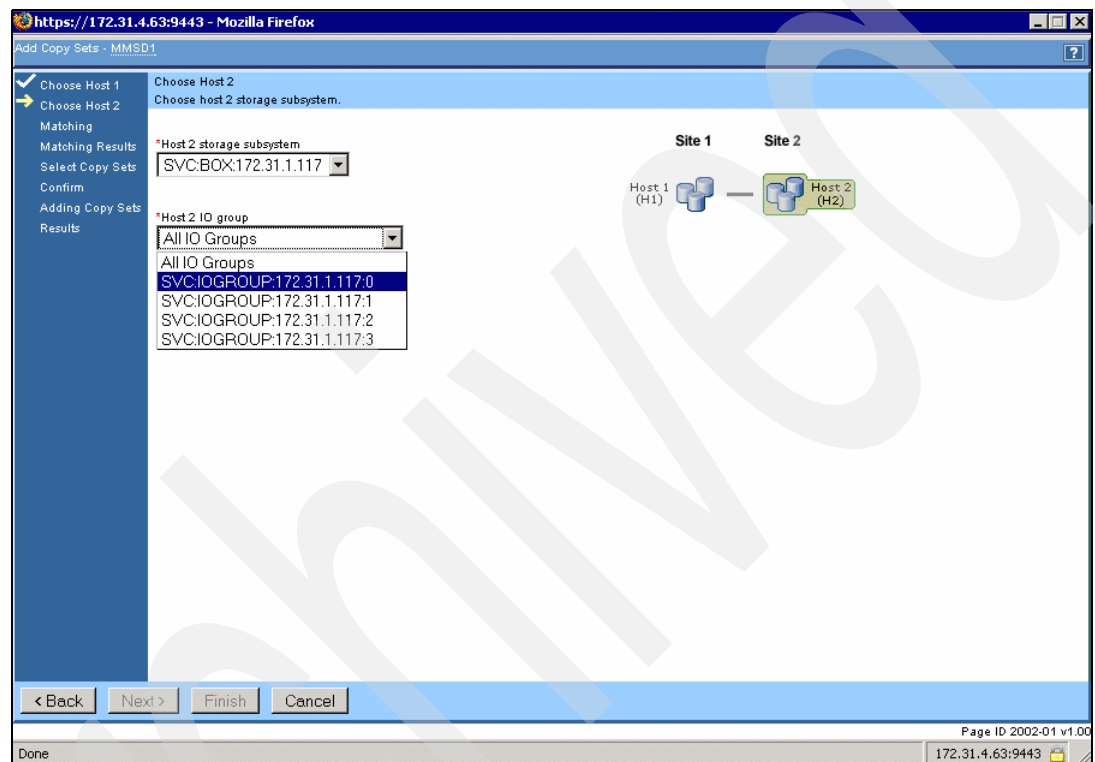 https://172.31.4.63:9443 - Mozilla Firefox
Add Copy Sets - MMSD1
?
Choose Host 1
Choose Host 2
Matching
Matching Results
Select Copy Sets
Confirm
Adding Copy Sets
Results
Choose Host 2
Choose host 2 storage subsystem.
*Host 2 storage subsystem
SVC:BOX:172.31.1.117
*Host 2 IO group
All IO Groups
All IO Groups
SVC:IOGROUP:172.31.1.117:0
SVC:IOGROUP:172.31.1.117:1
SVC:IOGROUP:172.31.1.117:2
SVC:IOGROUP:172.31.1.117:3
Site 1 Site 2
Host 1
(H1)
Host 2
(H2)
< Back Next > Finish Cancel
Page ID 2002-01 v1.00
Done 172.31.4.63:9443